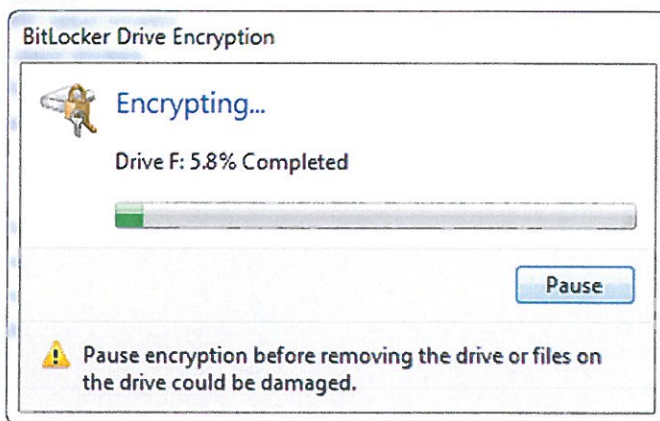 BitLocker Drive Encryption
Encrypting...
Drive F: 5.8% Completed
Pause
Pause encryption before removing the drive or files on
the drive could be damaged.